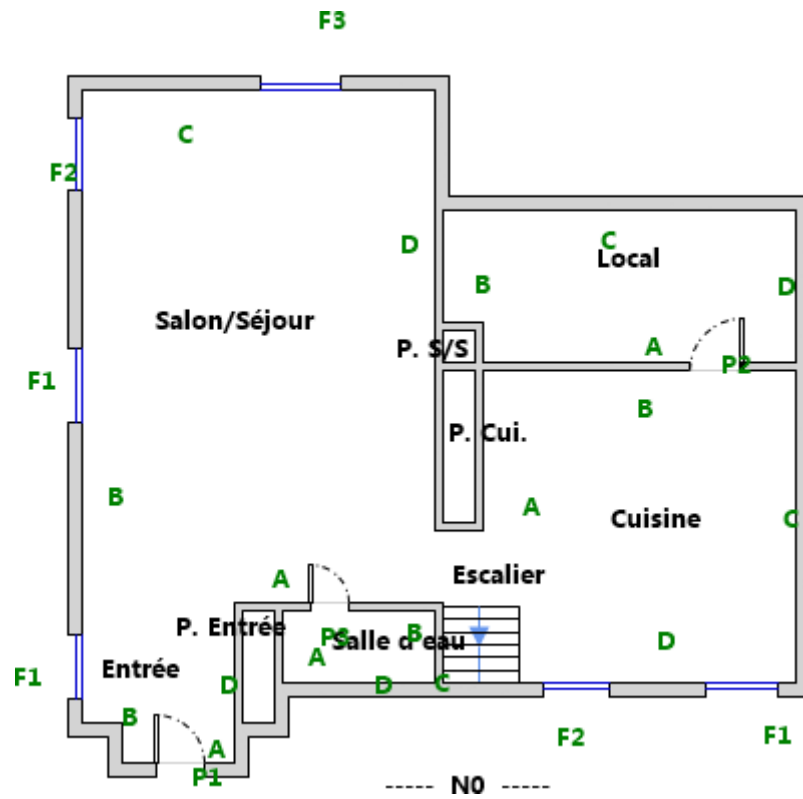 F3
C
F2
D
C
Local
B
D
Salon/Séjour
P. S/S
A
P2
F1
B
P. Cui.
B
A
Cuisine
C
A
Escalier
P. Entrée
P3
Salle d'eau
B
D
A
Entrée
F1
D
D
C
B
A
F2
F1
P1
----- N0 -----